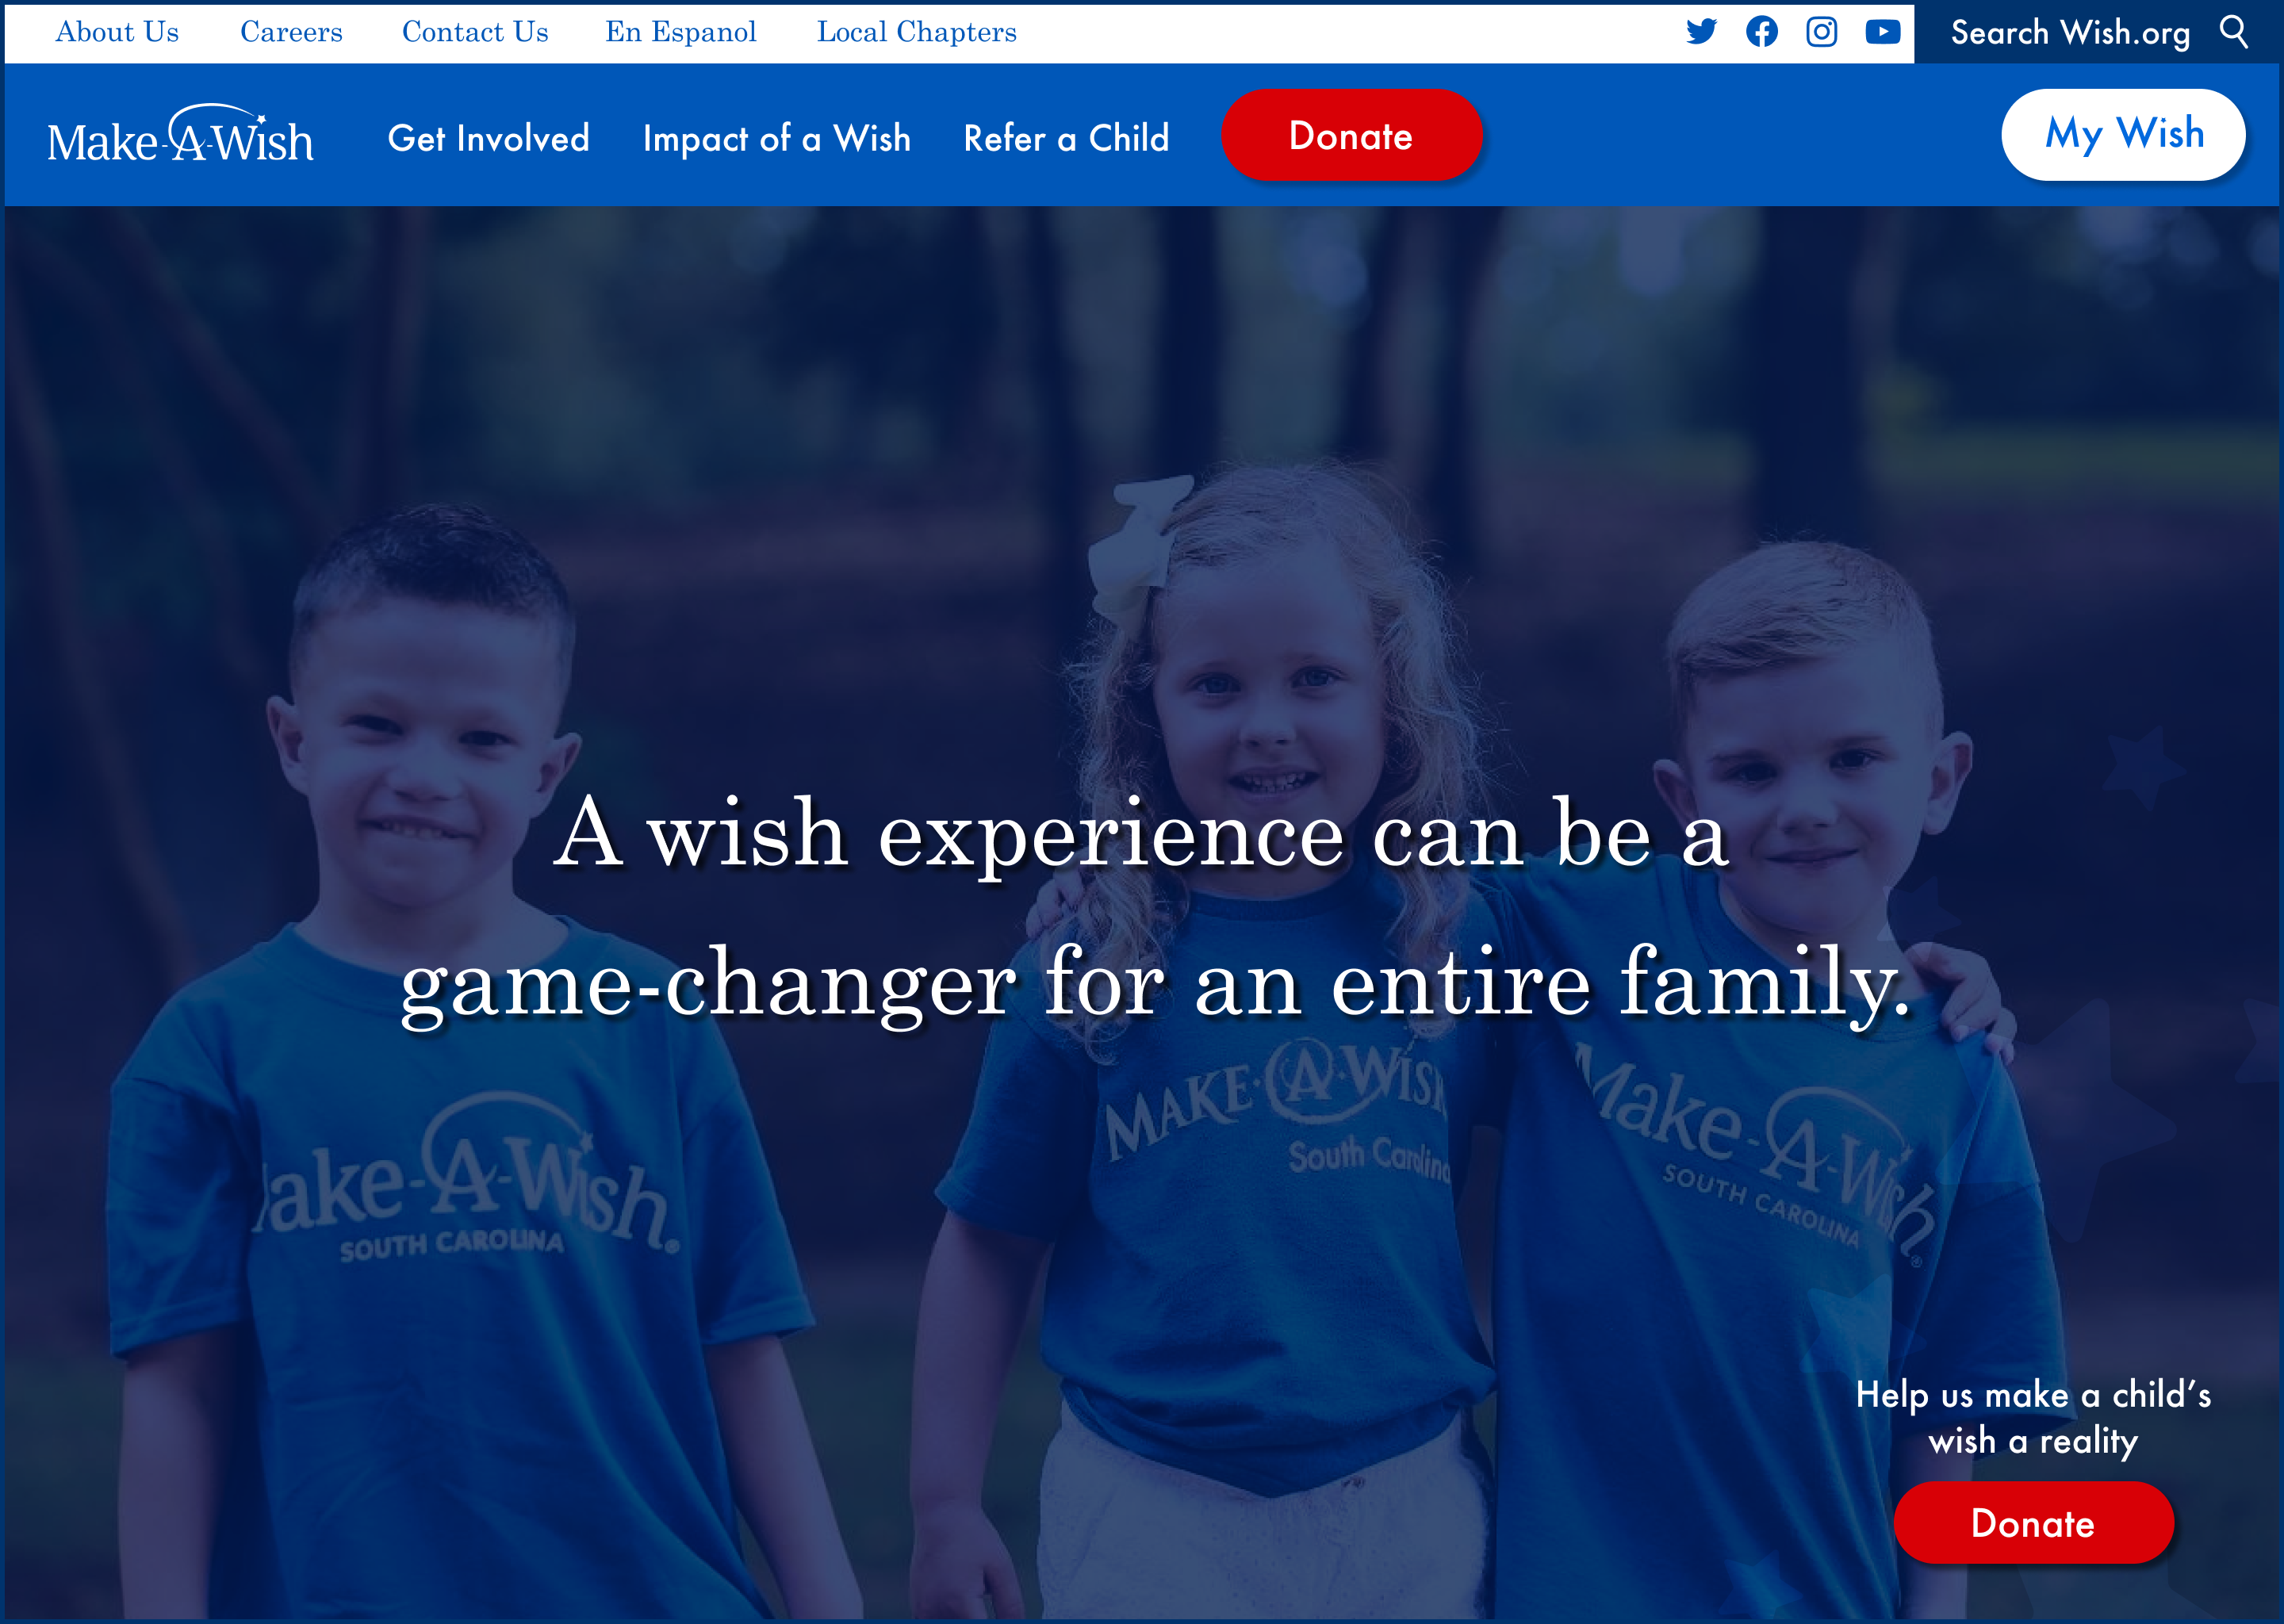 About Us Careers Contact Us En Espanol Local Chapters Search Wish.org
Make-A-Wish Get Involved Impact of a Wish Refer a Child Donate My Wish
A wish experience can be a
game-changer for an entire family.
ake-A-Wish®
SOUTH CAROLINA
MAKE·A·WISH
South Carolina
Make-A-Wish®
SOUTH CAROLINA
Help us make a child’s
wish a reality
Donate